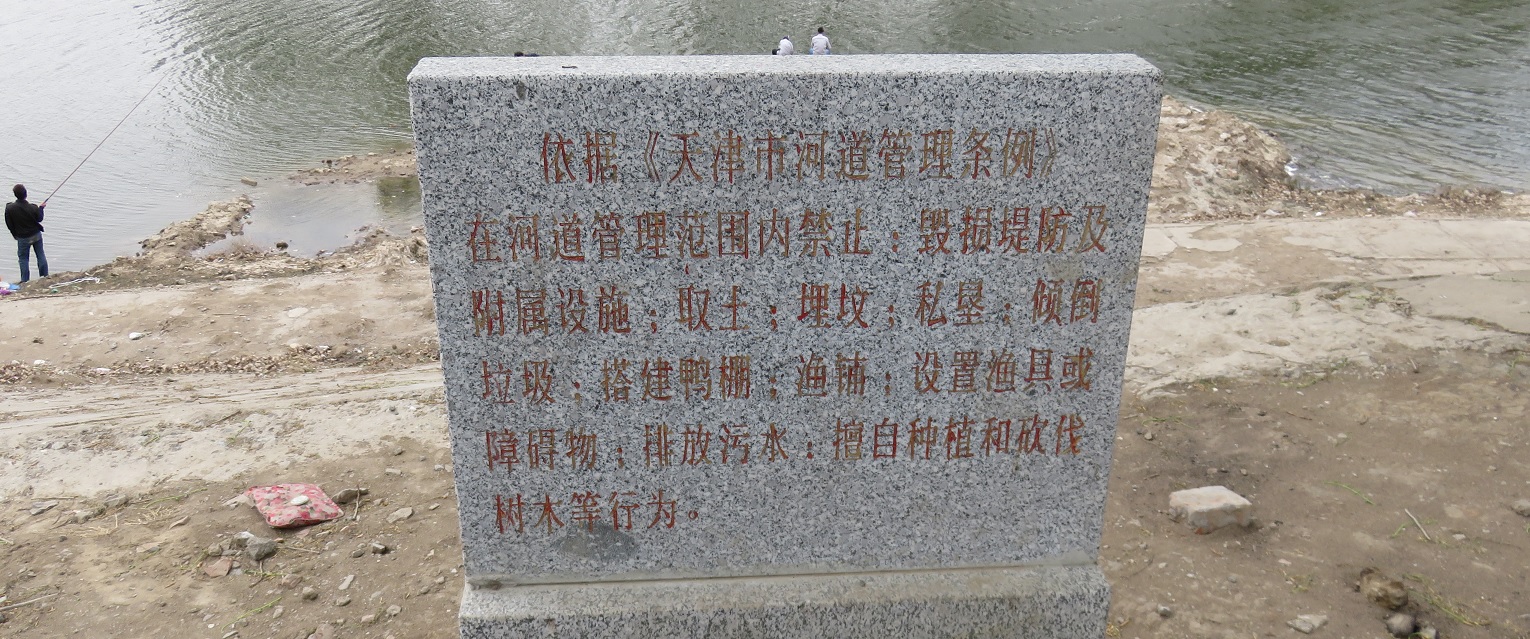 依据《天津市河道管理条例》
在河道管理范围内禁止：毁损堤防及
附属设施；取土；埋坟；私垦；倾倒
垃圾；搭建鸭棚；渔铺；设置渔具或
障碍物；排放污水；擅自种植和砍伐
树木等行为。